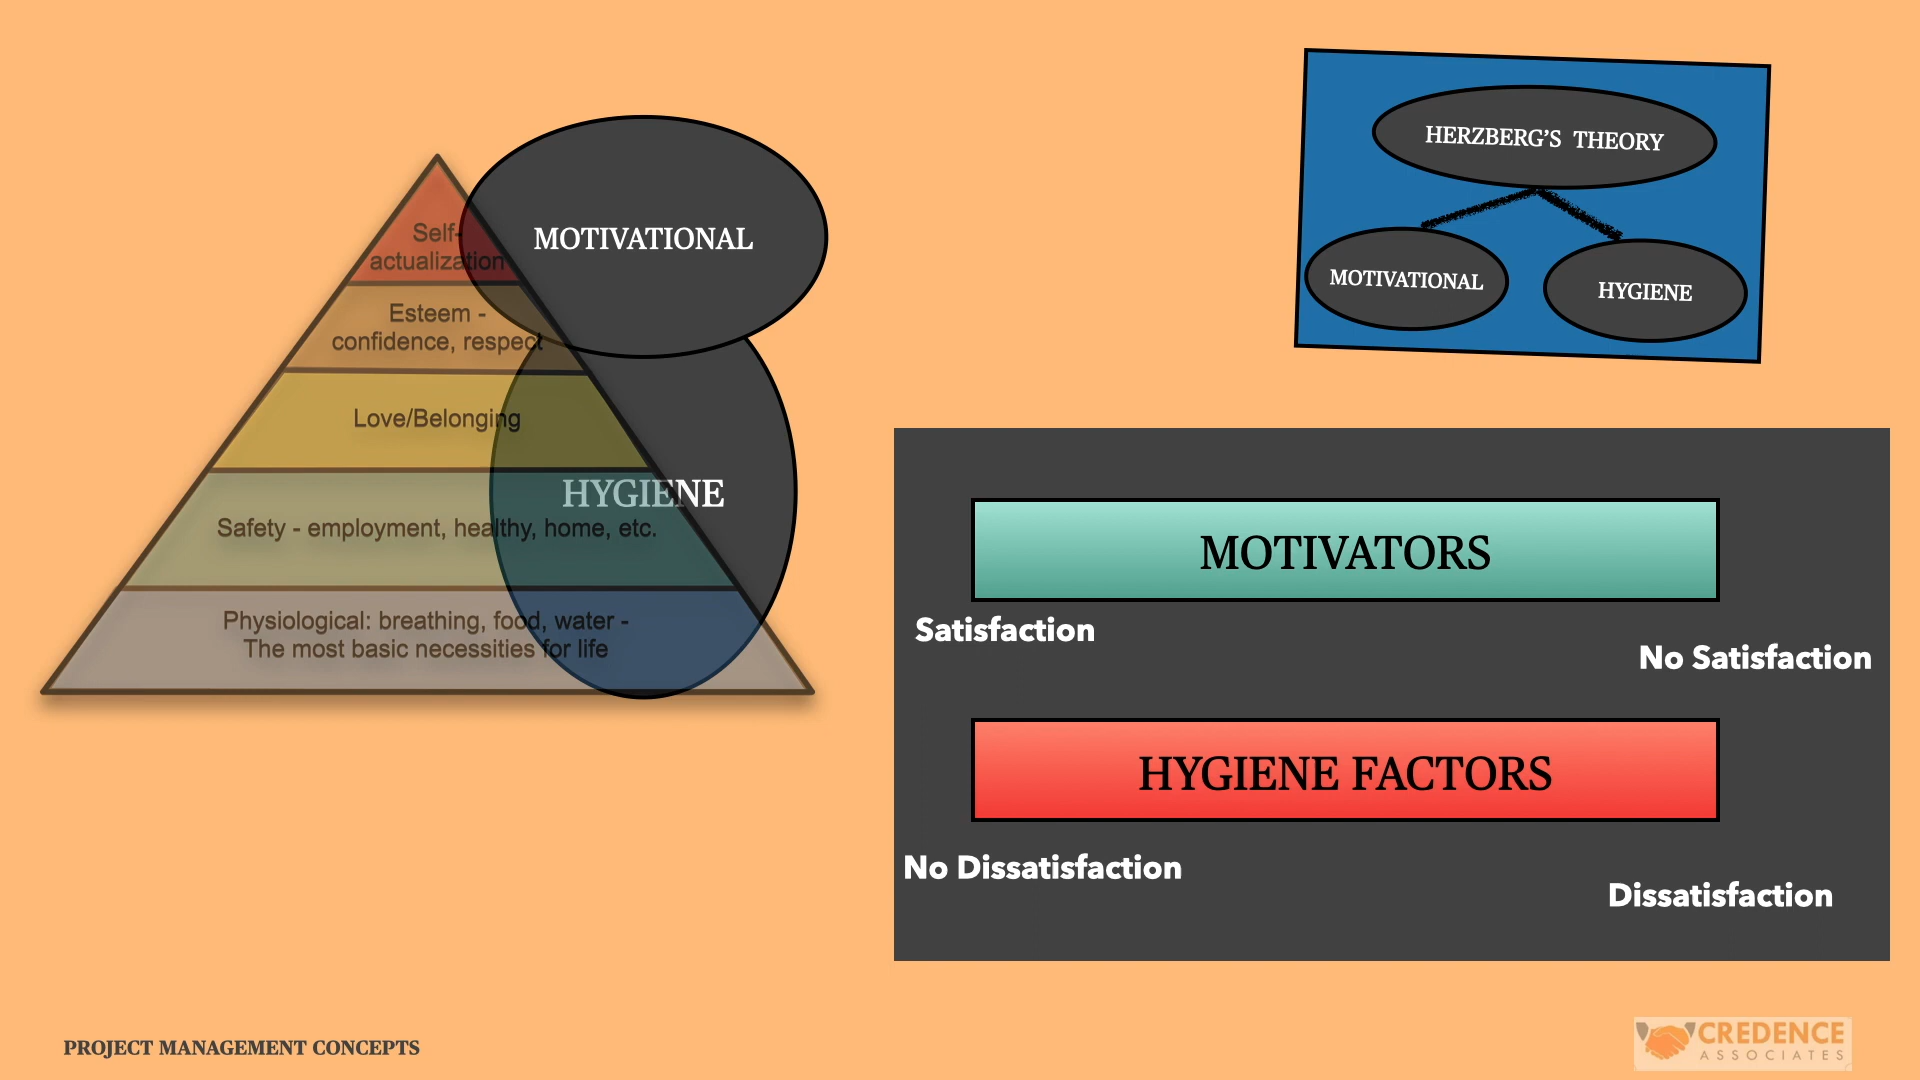 Self-
actualization
Esteem -
confidence, respect
Love/Belonging
Safety - employment, healthy, home, etc.
Physiological: breathing, food, water -
The most basic necessities for life
MOTIVATIONAL
HYGIENE
HERZBERG’S THEORY
MOTIVATIONAL
HYGIENE
MOTIVATORS
Satisfaction
No Satisfaction
HYGIENE FACTORS
No Dissatisfaction
Dissatisfaction
PROJECT MANAGEMENT CONCEPTS
CREDENCE
ASSOCIATES